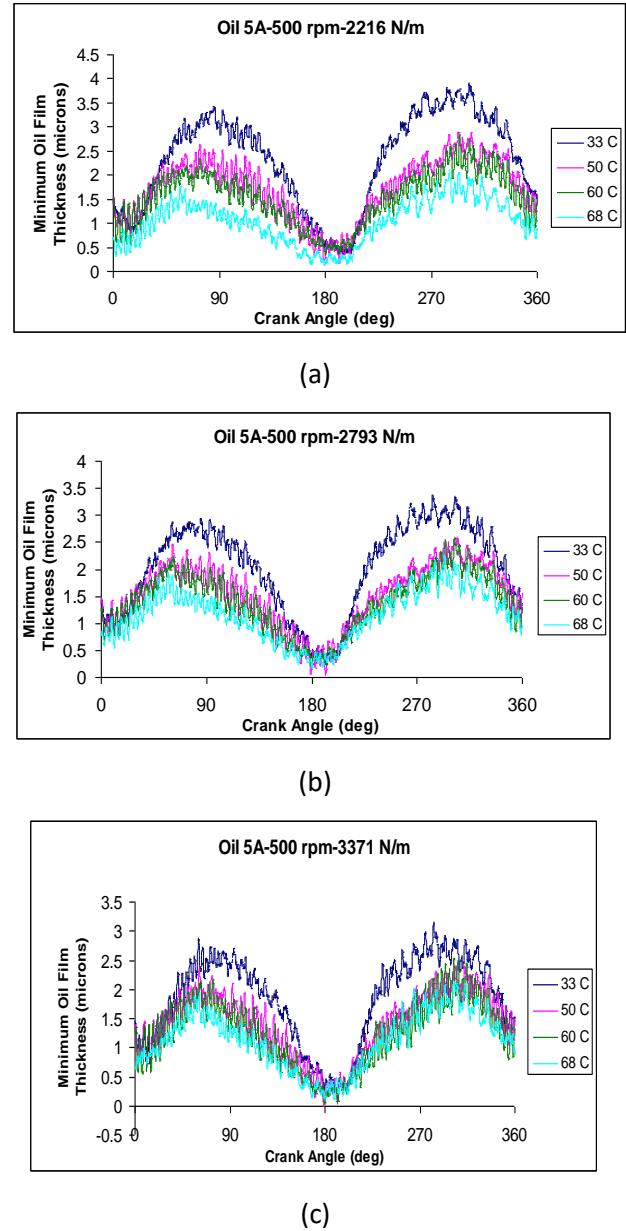 Oil 5A-500 rpm-2216 N/m
Minimum Oil Film
Thickness (microns)
4.5
4
3.5
3
2.5
2
1.5
1
0.5
0
0 90 180 270 360
Crank Angle (deg)
33 C
50 C
60 C
68 C
(a)
Oil 5A-500 rpm-2793 N/m
Minimum Oil Film
Thickness (microns)
4
3.5
3
2.5
2
1.5
1
0.5
0
0 90 180 270 360
Crank Angle (deg)
33 C
50 C
60 C
68 C
(b)
Oil 5A-500 rpm-3371 N/m
Minimum Oil Film
Thickness (microns)
3.5
3
2.5
2
1.5
1
0.5
0
-0.5
0 90 180 270 360
Crank Angle (deg)
33 C
50 C
60 C
68 C
(c)